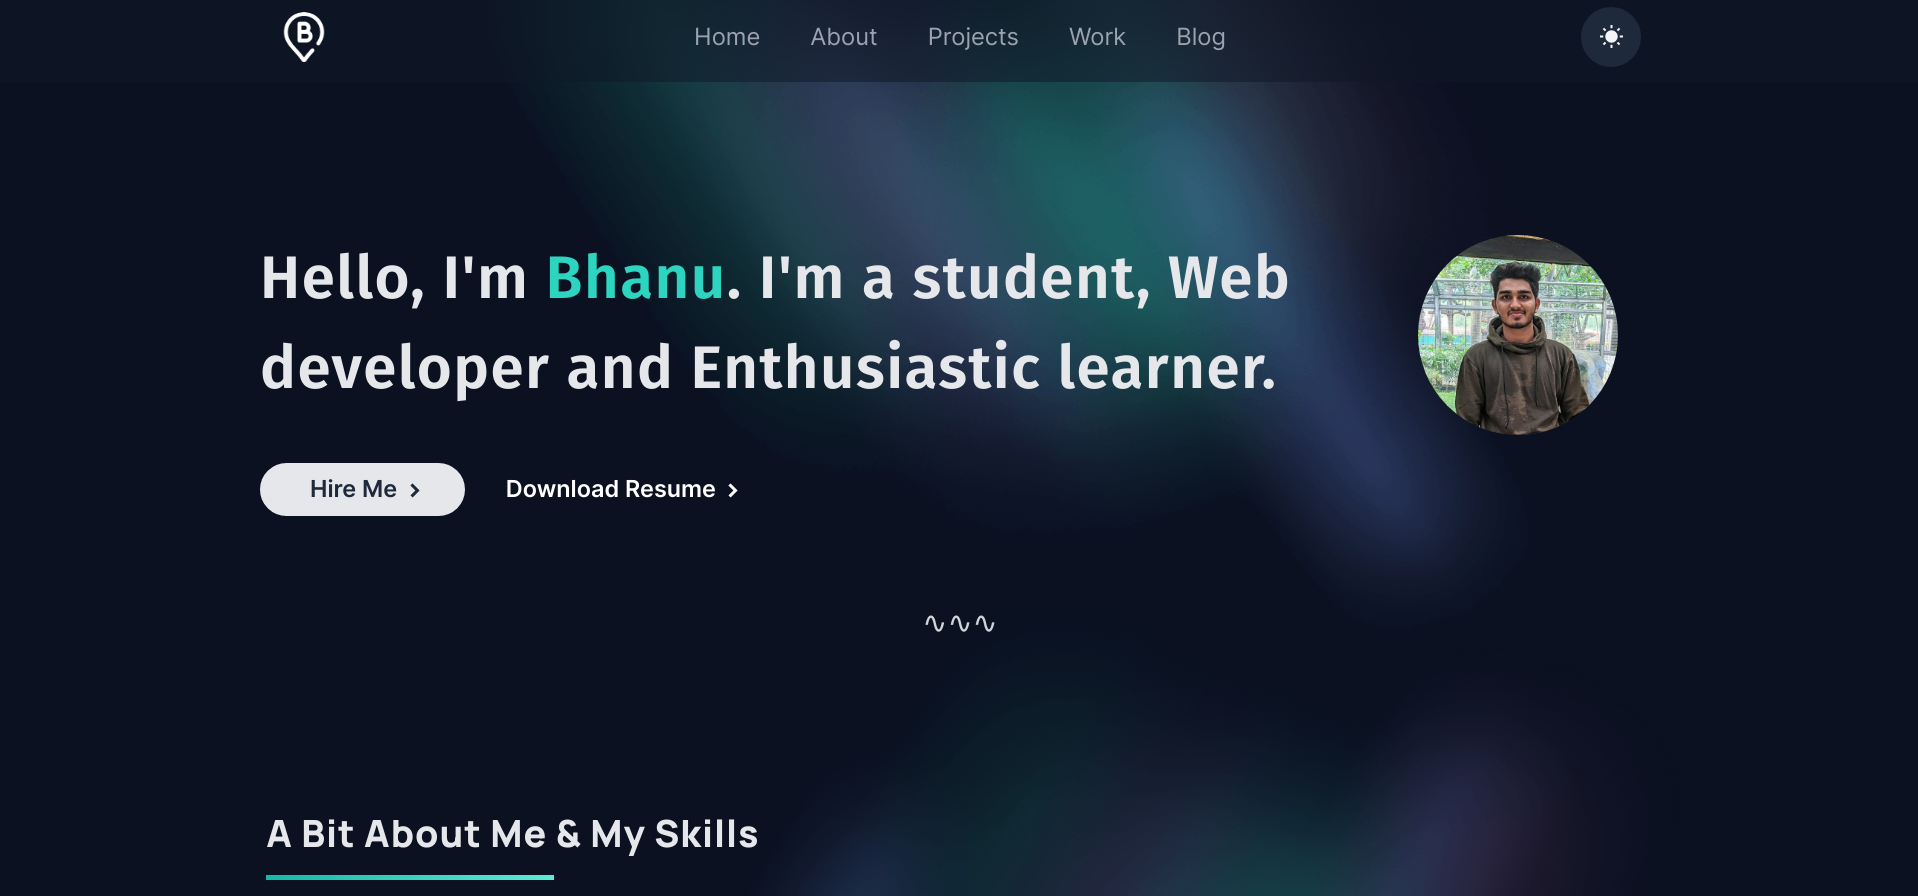 B
Home About Projects Work Blog
Hello, I'm Bhanu. I'm a student, Web
developer and Enthusiastic learner.
Hire Me
Download Resume
A Bit About Me & My Skills